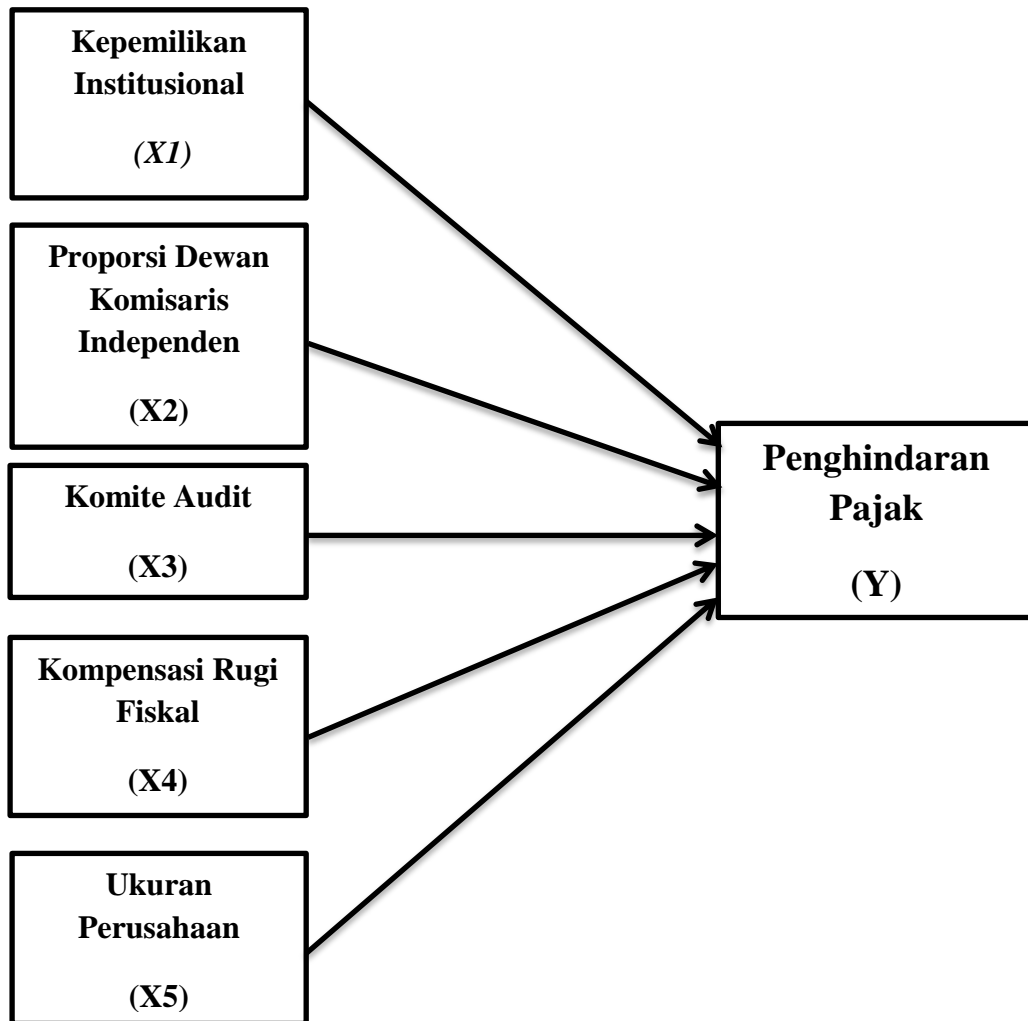 Kepemilikan
Institusional
(X1)
Proporsi Dewan
Komisaris
Independen
(X2)
Komite Audit
(X3)
Kompensasi Rugi
Fiskal
(X4)
Ukuran
Perusahaan
(X5)
Penghindaran
Pajak
(Y)